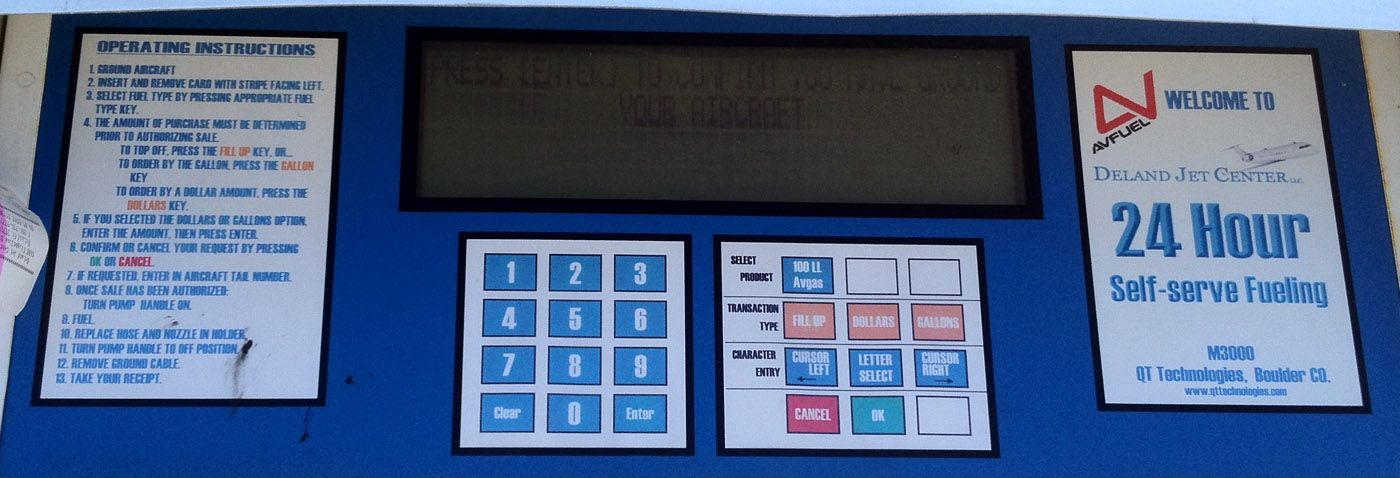 OPERATING INSTRUCTIONS
1. GROUND AIRCRAFT
2. INSERT AND REMOVE CARD WITH STRIPE FACING LEFT.
3. SELECT FUEL TYPE BY PRESSING APPROPRIATE FUEL
TYPE KEY.
4. THE AMOUNT OF PURCHASE MUST BE DETERMINED
PRIOR TO AUTHORIZING SALE.
TO TOP OFF, PRESS THE FILL UP KEY, OR...
TO ORDER BY THE GALLON, PRESS THE GALLON
KEY
TO ORDER BY A DOLLAR AMOUNT, PRESS THE
DOLLARS KEY.
5. IF YOU SELECTED THE DOLLARS OR GALLONS OPTION,
ENTER THE AMOUNT, THEN PRESS ENTER.
6. CONFIRM OR CANCEL YOUR REQUEST BY PRESSING
OK OR CANCEL.
7. IF REQUESTED, ENTER IN AIRCRAFT TAIL NUMBER.
8. ONCE SALE HAS BEEN AUTHORIZED:
TURN PUMP HANDLE ON.
9. FUEL.
10. REPLACE HOSE AND NOZZLE IN HOLDER.
11. TURN PUMP HANDLE TO OFF POSITION.
12. REMOVE GROUND CABLE.
13. TAKE YOUR RECEIPT.
PRESS TO
YOUR AIRCRAFT
1 2 3
4 5 6
7 8 9
Clear 0 Enter
SELECT
PRODUCT
100 LL
Avgas
TRANSACTION
TYPE
FILL UP DOLLARS GALLONS
CHARACTER
ENTRY
CURSOR
LEFT
LETTER
SELECT
CURSOR
RIGHT
CANCEL OK
AVFUEL
WELCOME TO
DELAND JET CENTER LLC
24 Hour
Self-serve Fueling
M3000
QT Technologies, Boulder CO.
www.qttechnologies.com